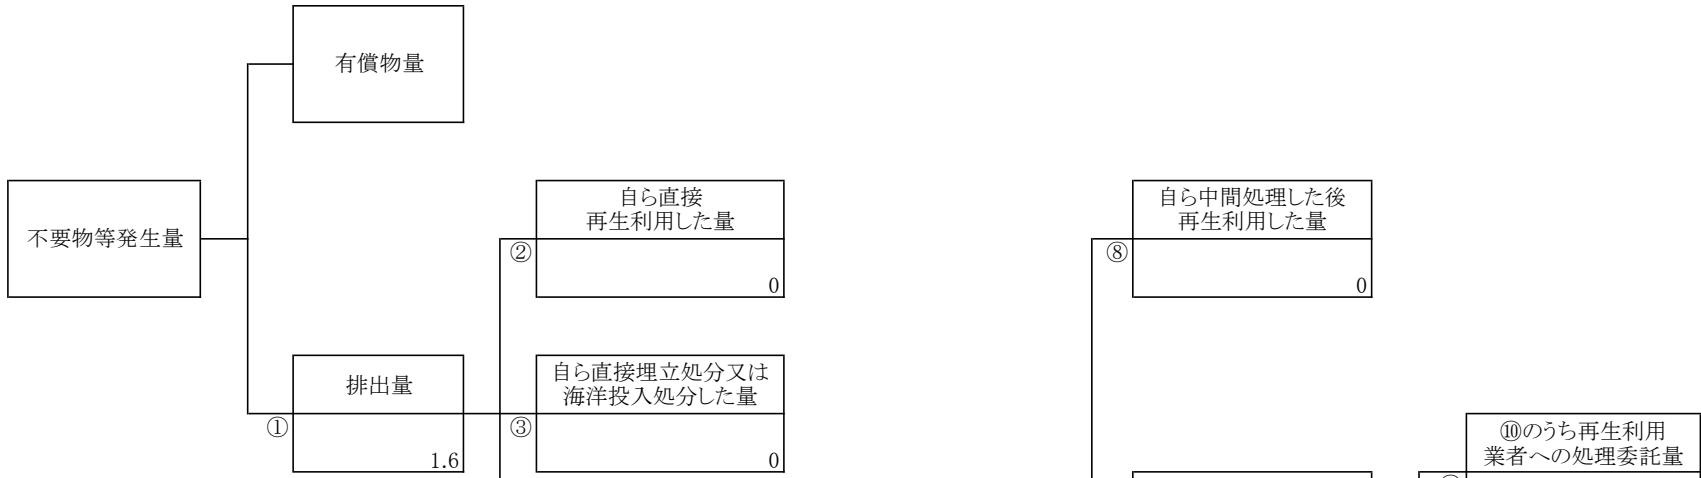 有償物量
不要物等発生量
自ら直接
再生利用した量
②
0
自ら中間処理した後
再生利用した量
⑧
0
排出量
①
1.6
自ら直接埋立処分又は
海洋投入処分した量
③
0
⑩のうち再生利用
業者への処理委託量